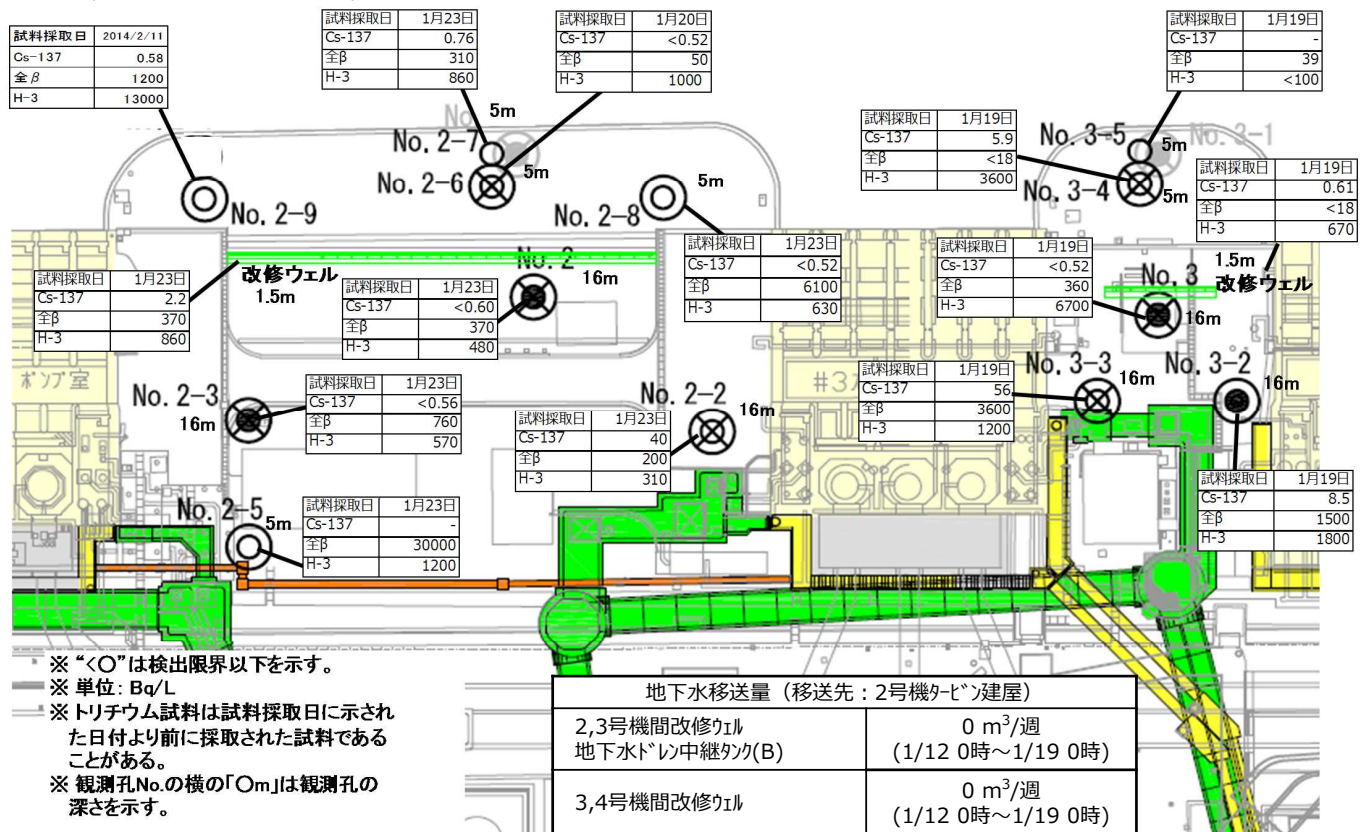 試料採取日 2014/2/11
Cs-137 0.58
全β 1200
H-3 13000
試料採取日 1月23日
Cs-137 0.76
全β 310
H-3 860
試料採取日 1月20日
Cs-137 <0.52
全β 50
H-3 1000
試料採取日 1月19日
Cs-137 -
全β 39
H-3 <100
No 5m
No. 2-7
No. 2-6 5m
No. 2-9
No. 2-8 5m
試料採取日 1月19日
Cs-137 5.9
全β <18
H-3 3600
No. 3-5 5m No. 3-1
No. 3-4 5m
試料採取日 1月19日
Cs-137 0.61
全β <18
H-3 670
試料採取日 1月23日
Cs-137 2.2
全β 370
H-3 860
改修ウェル
1.5m
試料採取日 1月23日
Cs-137 <0.60
全β 370
H-3 480
No. 2 16m
試料採取日 1月23日
Cs-137 <0.52
全β 6100
H-3 630
試料採取日 1月19日
Cs-137 <0.52
全β 360
H-3 6700
1.5m
改修ウェル
No. 3
16m
ポンプ室
No. 2-3
16m
試料採取日 1月23日
Cs-137 <0.56
全β 760
H-3 570
No. 2-2
16m
試料採取日 1月23日
Cs-137 40
全β 200
H-3 310
#3
試料採取日 1月19日
Cs-137 56
全β 3600
H-3 1200
No. 3-3 16m
No. 3-2
16m
試料採取日 1月19日
Cs-137 8.5
全β 1500
H-3 1800
No. 2-5
5m
試料採取日 1月23日
Cs-137 -
全β 30000
H-3 1200
※ “<〇”は検出限界以下を示す。
※ 単位: Bq/L
※ トリチウム試料は試料採取日に示され
た日付より前に採取された試料である
ことがある。
※ 観測孔No.の横の「〇m」は観測孔の
深さを示す。
地下水移送量（移送先：2号機ﾀｰﾋﾞﾝ建屋）
2,3号機間改修ｳｪﾙ 0 m³/週
地下水ﾄﾞﾚﾝ中継ﾀﾝｸ(B) (1/12 0時～1/19 0時)
3,4号機間改修ｳｪﾙ 0 m³/週
(1/12 0時～1/19 0時)